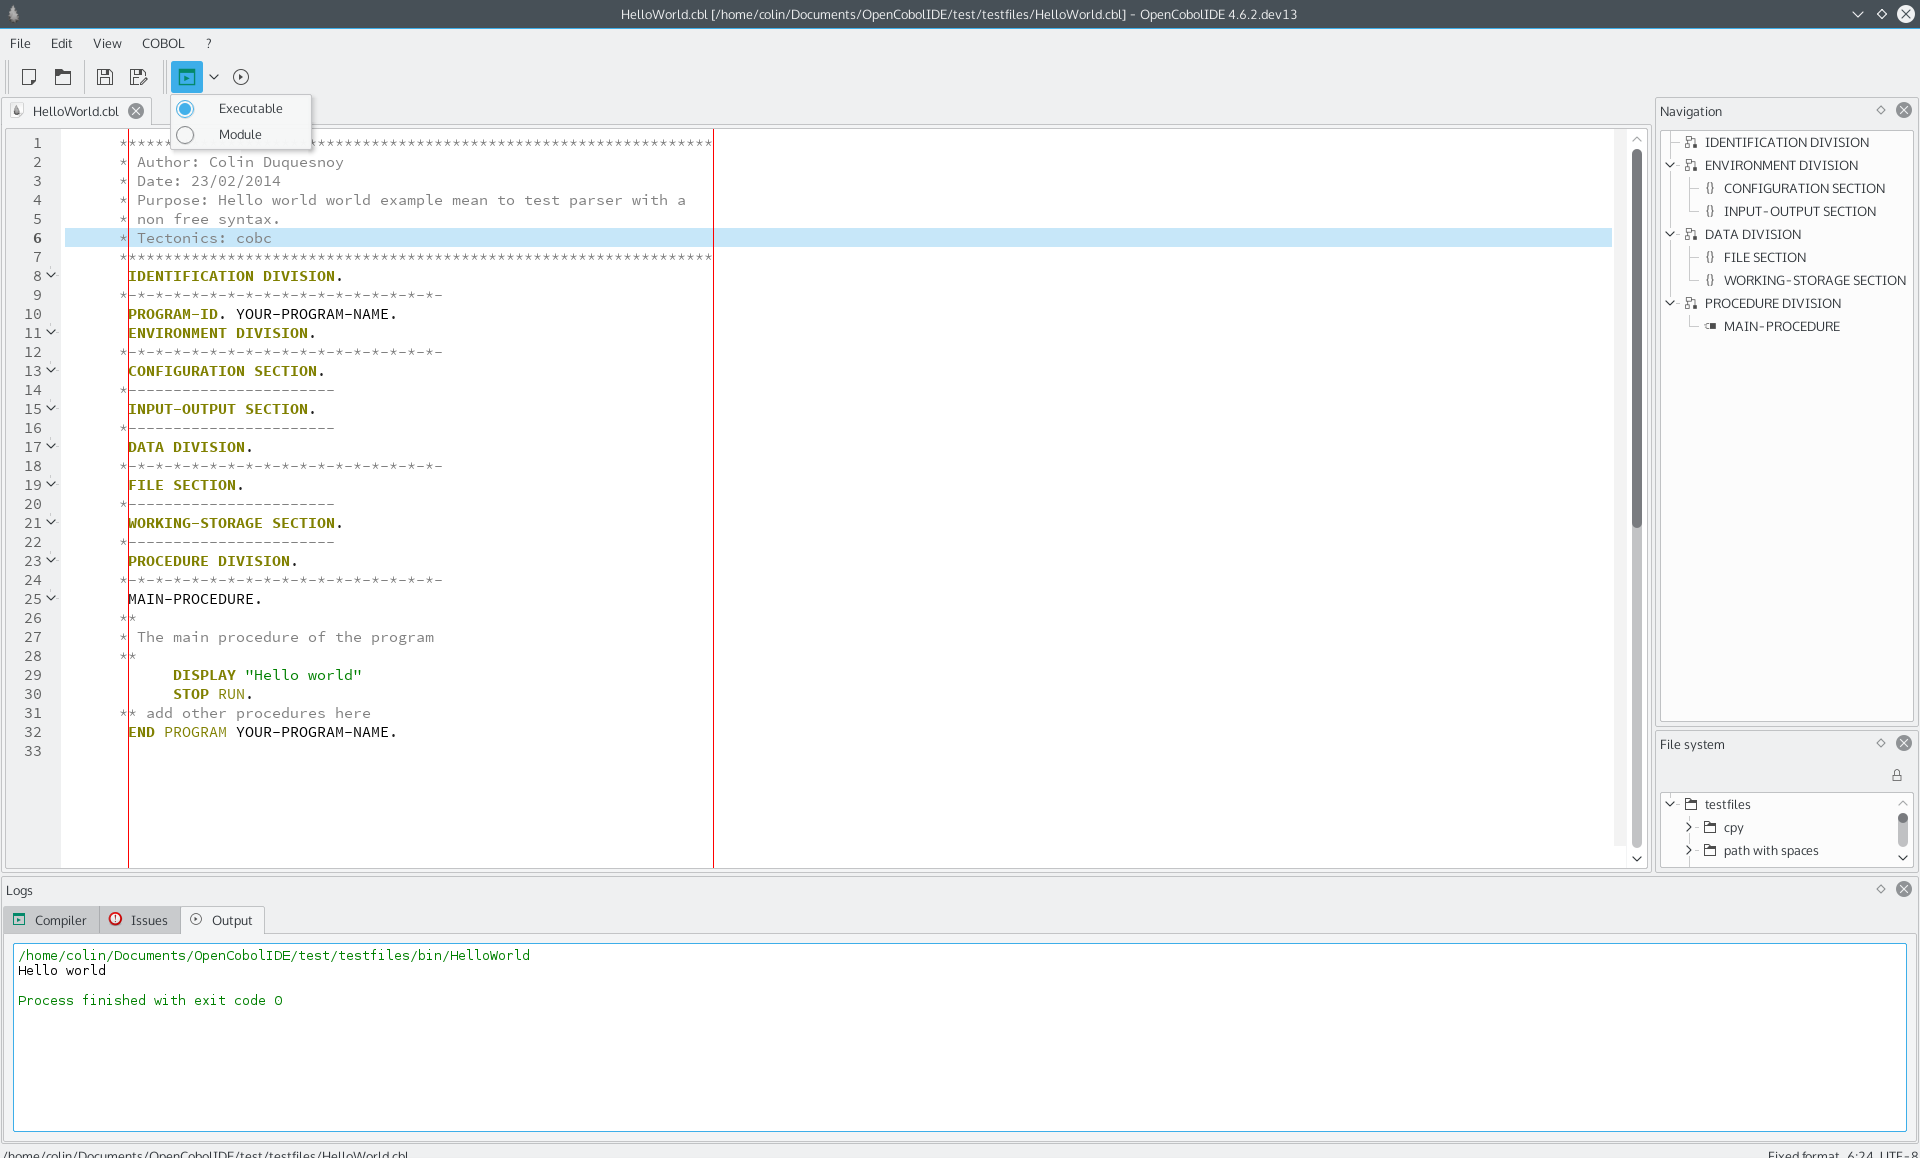 HelloWorld.cbl [/home/colin/Documents/OpenCobolIDE/test/testfiles/HelloWorld.cbl] - OpenCobolIDE 4.6.2.dev13
File Edit View COBOL ?
HelloWorld.cbl
Executable
Module
1 ******************************************************************
2 * Author: Colin Duquesnoy
3 * Date: 23/02/2014
4 * Purpose: Hello world world example mean to test parser with a
5 * non free syntax.
6 * Tectonics: cobc
7 ******************************************************************
8 IDENTIFICATION DIVISION.
9 *-*-*-*-*-*-*-*-*-*-*-*-*-*-*-*-*-*-
10 PROGRAM-ID. YOUR-PROGRAM-NAME.
11 ENVIRONMENT DIVISION.
12 *-*-*-*-*-*-*-*-*-*-*-*-*-*-*-*-*-*-
13 CONFIGURATION SECTION.
14 *-----------------------
15 INPUT-OUTPUT SECTION.
16 *-----------------------
17 DATA DIVISION.
18 *-*-*-*-*-*-*-*-*-*-*-*-*-*-*-*-*-*-
19 FILE SECTION.
20 *-----------------------
21 WORKING-STORAGE SECTION.
22 *-----------------------
23 PROCEDURE DIVISION.
24 *-*-*-*-*-*-*-*-*-*-*-*-*-*-*-*-*-*-
25 MAIN-PROCEDURE.
26 **
27 * The main procedure of the program
28 **
29 DISPLAY "Hello world"
30 STOP RUN.
31 ** add other procedures here
32 END PROGRAM YOUR-PROGRAM-NAME.
33
Navigation
IDENTIFICATION DIVISION
ENVIRONMENT DIVISION
{} CONFIGURATION SECTION
{} INPUT-OUTPUT SECTION
DATA DIVISION
{} FILE SECTION
{} WORKING-STORAGE SECTION
PROCEDURE DIVISION
MAIN-PROCEDURE
File system
testfiles
cpy
path with spaces
Logs
Compiler Issues Output
/home/colin/Documents/OpenCobolIDE/test/testfiles/bin/HelloWorld
Hello world
Process finished with exit code 0
/home/colin/Documents/OpenCobolIDE/test/testfiles/HelloWorld.cbl
Fixed format 6:24 UTF-8